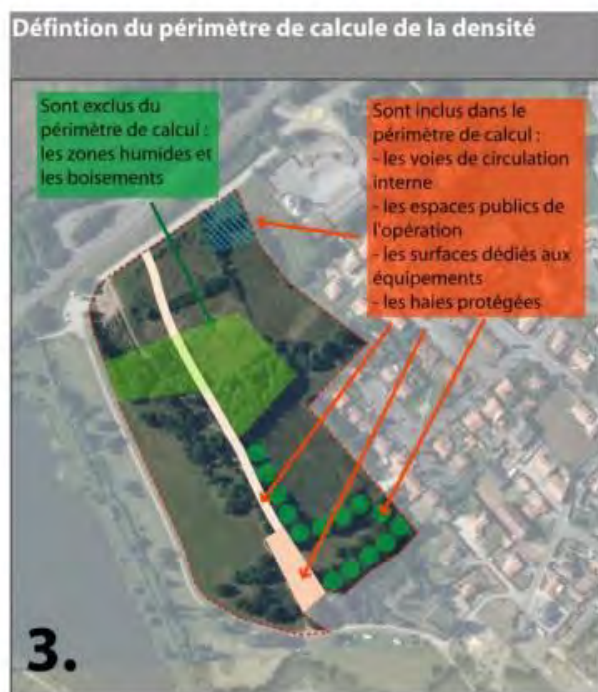 Défintion du périmètre de calcule de la densité
Sont exclus du
périmètre de calcul :
les zones humides et
les boisements
Sont inclus dans le
périmètre de calcul :
- les voies de circulation
interne
- les espaces publics de
l'opération
- les surfaces dédiés aux
équipements
- les haies protégées
3.